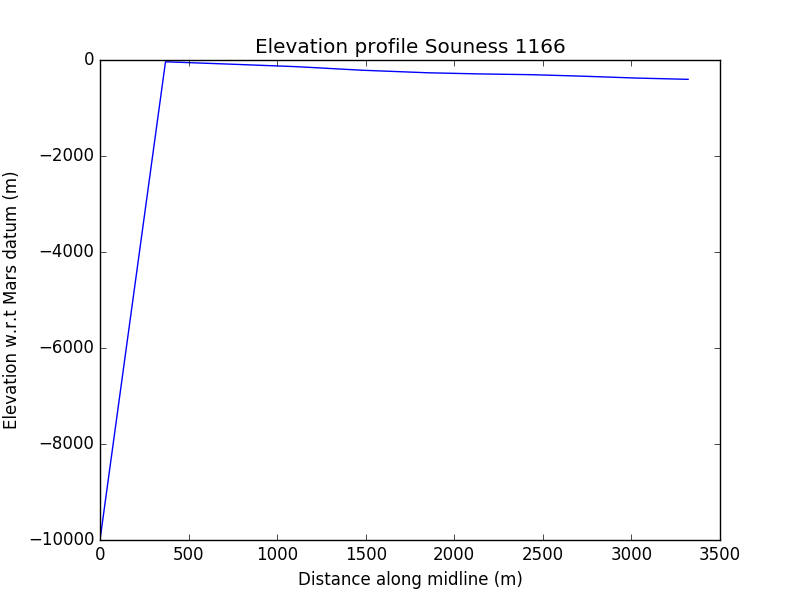 Elevation profile Souness 1166
0
−2000
−4000
−6000
−8000
−10000
Elevation w.r.t Mars datum (m)
0 500 1000 1500 2000 2500 3000 3500
Distance along midline (m)